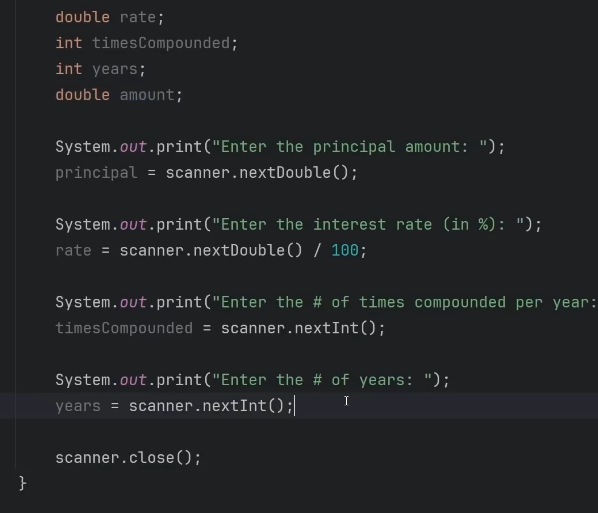 double rate;
int timesCompounded;
int years;
double amount;
System.out.print("Enter the principal amount: ");
principal = scanner.nextDouble();
System.out.print("Enter the interest rate (in %): ");
rate = scanner.nextDouble() / 100;
System.out.print("Enter the # of times compounded per year:
timesCompounded = scanner.nextInt();
System.out.print("Enter the # of years: ");
years = scanner.nextInt();
scanner.close();
}